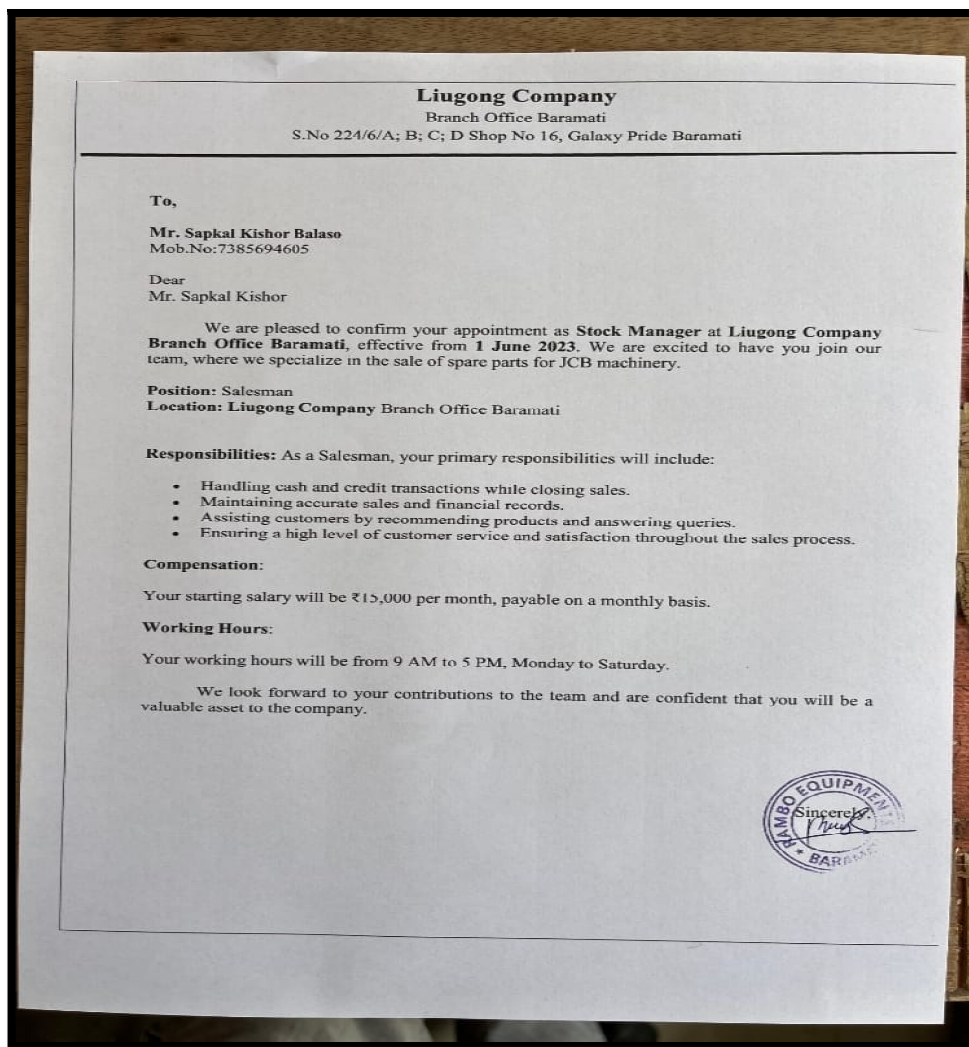 Liugong Company
Branch Office Baramati
S.No 224/6/A; B; C; D Shop No 16, Galaxy Pride Baramati
To,
Mr. Sapkal Kishor Balaso
Mob.No:7385694605
Dear
Mr. Sapkal Kishor
We are pleased to confirm your appointment as Stock Manager at Liugong Company
Branch Office Baramati, effective from 1 June 2023. We are excited to have you join our
team, where we specialize in the sale of spare parts for JCB machinery.
Position: Salesman
Location: Liugong Company Branch Office Baramati
Responsibilities: As a Salesman, your primary responsibilities will include:
• Handling cash and credit transactions while closing sales.
• Maintaining accurate sales and financial records.
• Assisting customers by recommending products and answering queries.
• Ensuring a high level of customer service and satisfaction throughout the sales process.
Compensation:
Your starting salary will be ₹15,000 per month, payable on a monthly basis.
Working Hours:
Your working hours will be from 9 AM to 5 PM, Monday to Saturday.
We look forward to your contributions to the team and are confident that you will be a
valuable asset to the company.
RAMBO EQUIPMENTS
Sincerely.